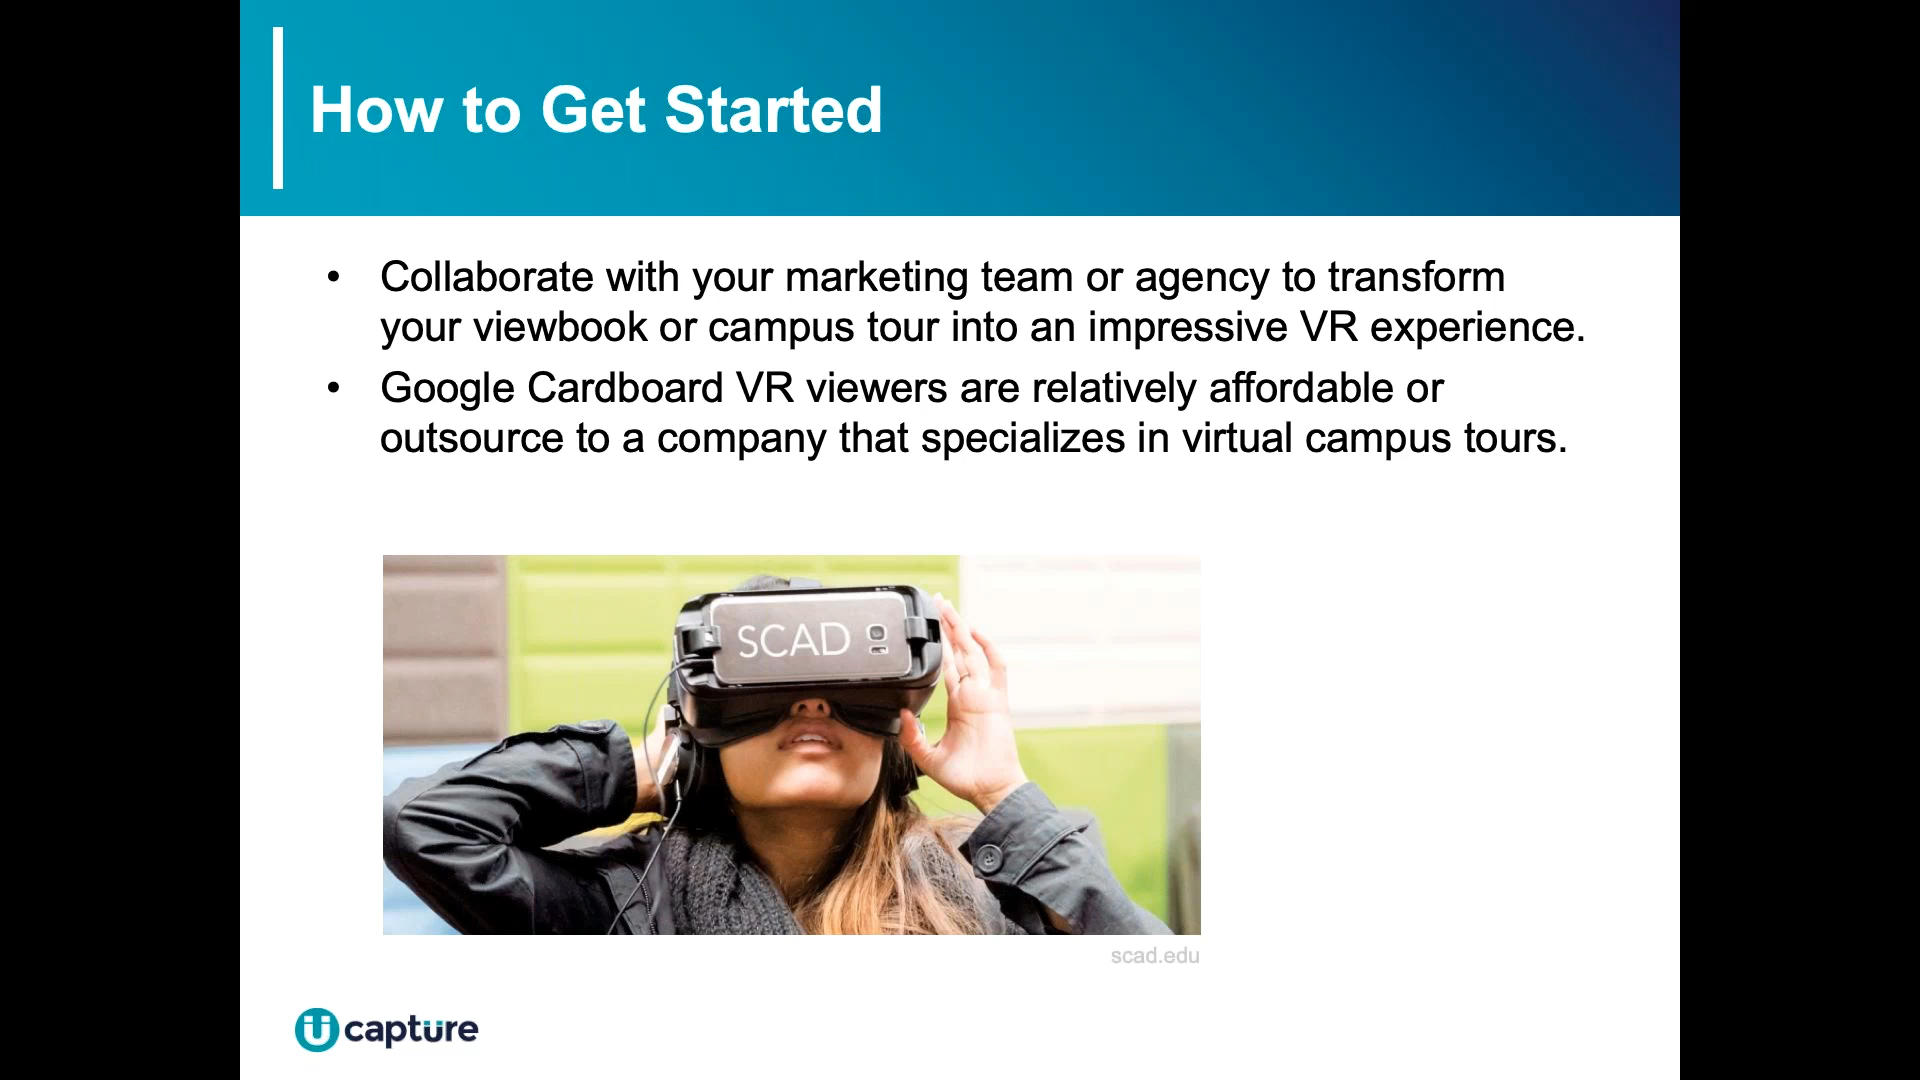 How to Get Started
• Collaborate with your marketing team or agency to transform
your viewbook or campus tour into an impressive VR experience.
• Google Cardboard VR viewers are relatively affordable or
outsource to a company that specializes in virtual campus tours.
SCAD
scad.edu
U capture